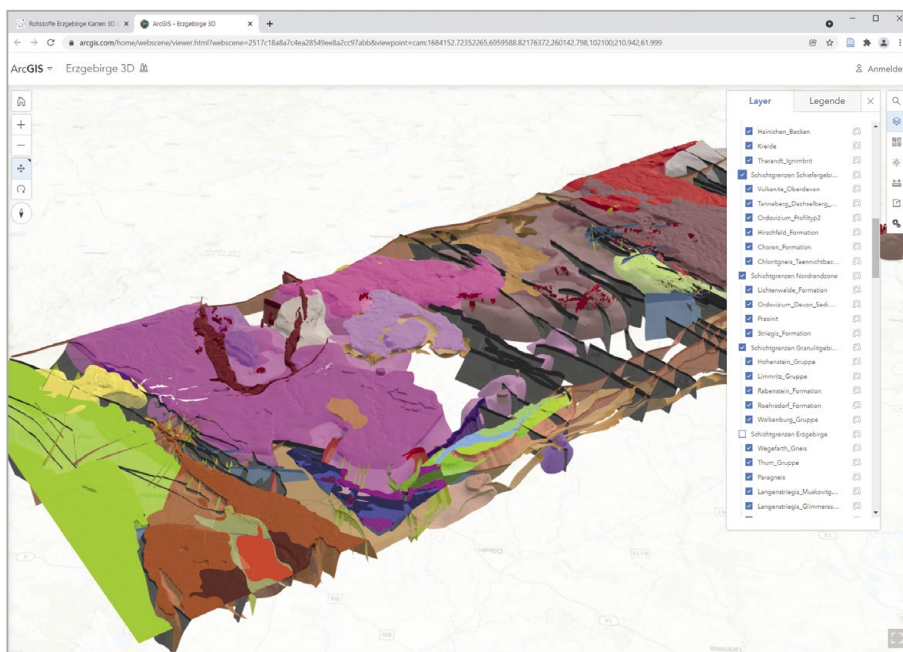 Rohstoffe Erzgebirge Karten 3D
ArcGIS - Erzgebirge 3D
arcgis.com/home/webscene/viewer.html?webscene=2517c18a8a7c4ea28549ee8a2cc97abb&viewpoint=cam:1684152.72352265,6959588.82176372,260142.798,102100;210.942,61.999
ArcGIS Erzgebirge 3D
Anmelde
Layer Legende
Hainichen_Becken
Kreide
Tharandt_Ignimbrit
Schichtgrenzen Schiefergebi...
Vulkanite_Oberdevon
Tanneberg_Dachselberg_...
Ordovizium_Profiltyp2
Hirschfeld_Formation
Choren_Formation
Chloritgneis_Taennichtbac...
Schichtgrenzen Nordrandzone
Lichtenwalde_Formation
Ordovizium_Devon_Sedi...
Prasinit
Striegis_Formation
Schichtgrenzen Granulitgebi...
Hohenstein_Gruppe
Limmritz_Gruppe
Rabenstein_Formation
Roehrsdorf_Formation
Wolkenburg_Gruppe
Schichtgrenzen Erzgebirge
Wegefarth_Gneis
Thum_Gruppe
Paragneis
Langenstriegis_Muskovitg...
Langenstriegis_Glimmersc...